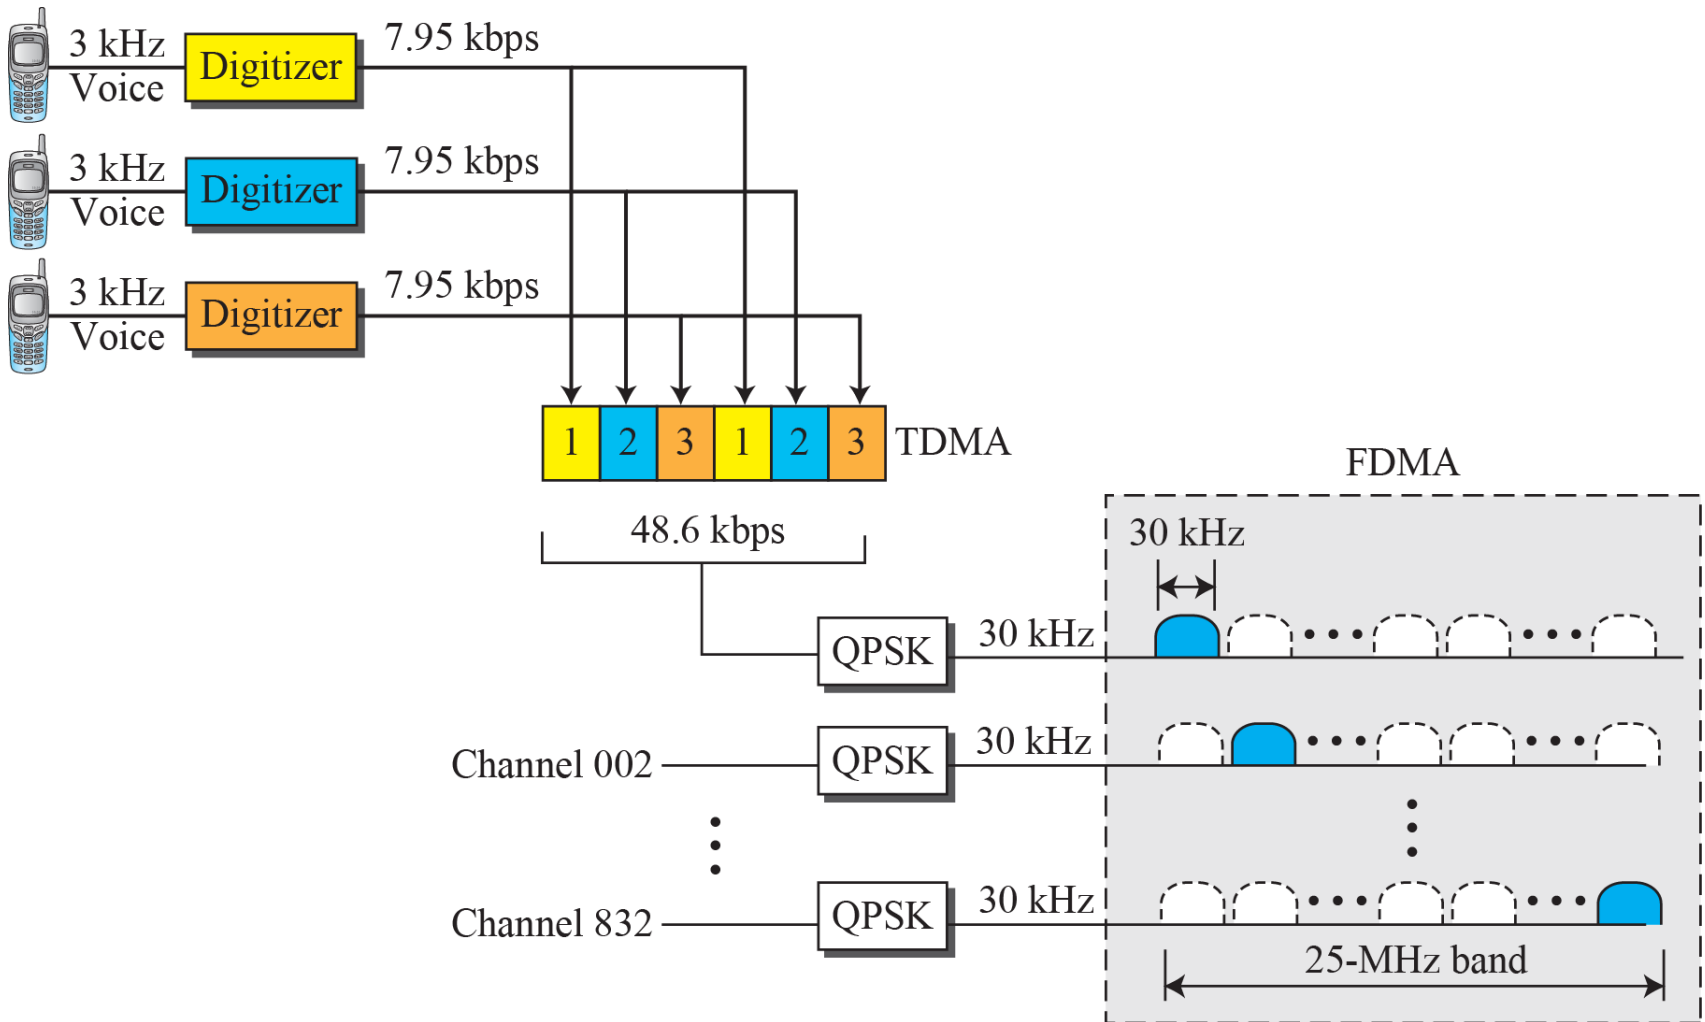 3 kHz
Voice
Digitizer
7.95 kbps
3 kHz
Voice
Digitizer
7.95 kbps
3 kHz
Voice
Digitizer
7.95 kbps
1 2 3 1 2 3 TDMA
48.6 kbps
FDMA
30 kHz
QPSK 30 kHz
Channel 002 QPSK 30 kHz
Channel 832 QPSK 30 kHz
25-MHz band